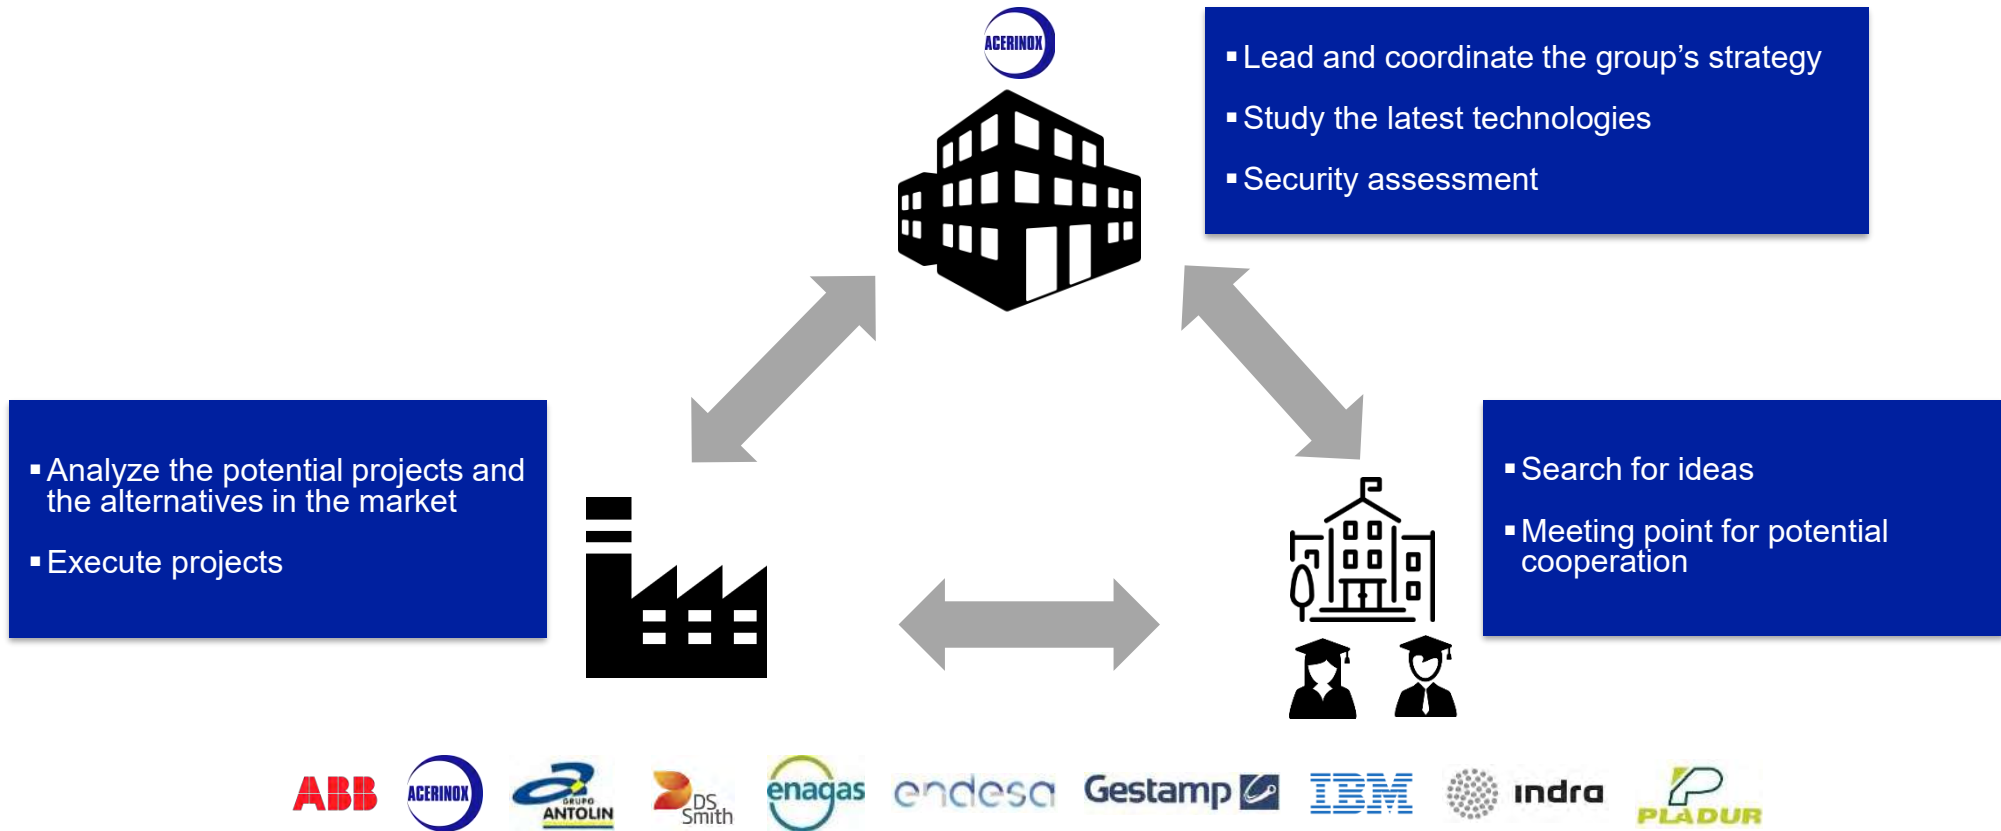 ACERINOX
▪ Lead and coordinate the group's strategy
▪ Study the latest technologies
▪ Security assessment
▪ Analyze the potential projects and
the alternatives in the market
▪ Execute projects
▪ Search for ideas
▪ Meeting point for potential
cooperation
ABB
ACERINOX
GRUPO
ANTOLIN
DS
Smith
enagas
endesa
Gestamp
IBM
indra
PLADUR